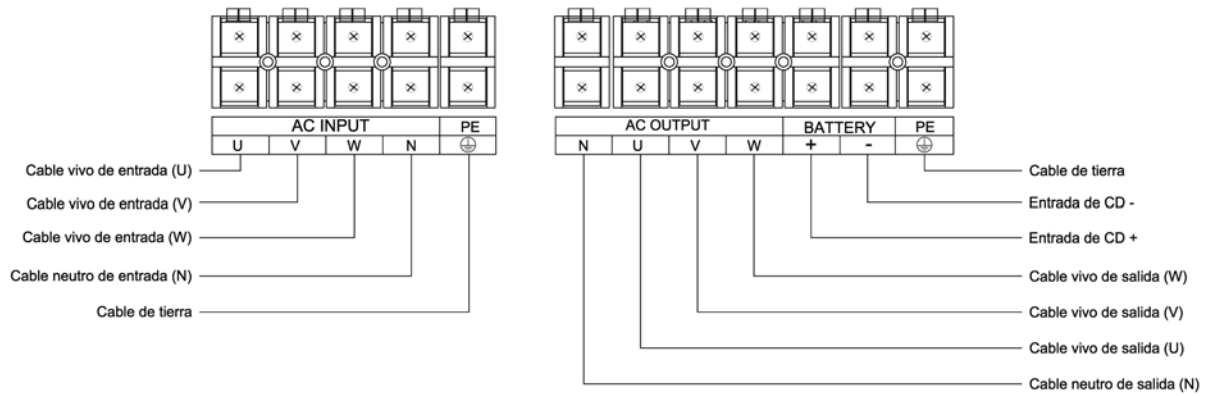 AC INPUT PE
U V W N
Cable vivo de entrada (U)
Cable vivo de entrada (V)
Cable vivo de entrada (W)
Cable neutro de entrada (N)
Cable de tierra
AC OUTPUT BATTERY PE
N U V W + -
Cable de tierra
Entrada de CD -
Entrada de CD +
Cable vivo de salida (W)
Cable vivo de salida (V)
Cable vivo de salida (U)
Cable neutro de salida (N)